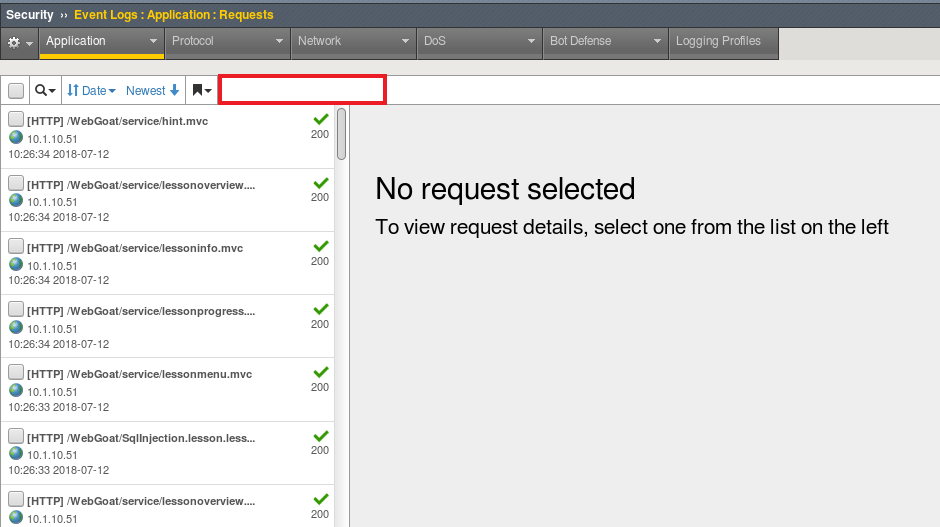 Security ›› Event Logs : Application : Requests
Application Protocol Network DoS Bot Defense Logging Profiles
Date Newest
[HTTP] /WebGoat/service/hint.mvc
200
10.1.10.51
10:26:34 2018-07-12
[HTTP] /WebGoat/service/lessonoverview....
200
10.1.10.51
10:26:34 2018-07-12
[HTTP] /WebGoat/service/lessoninfo.mvc
200
10.1.10.51
10:26:34 2018-07-12
[HTTP] /WebGoat/service/lessonprogress....
200
10.1.10.51
10:26:34 2018-07-12
[HTTP] /WebGoat/service/lessonmenu.mvc
200
10.1.10.51
10:26:33 2018-07-12
[HTTP] /WebGoat/SqlInjection.lesson.less...
200
10.1.10.51
10:26:33 2018-07-12
[HTTP] /WebGoat/service/lessonoverview....
200
10.1.10.51
No request selected
To view request details, select one from the list on the left